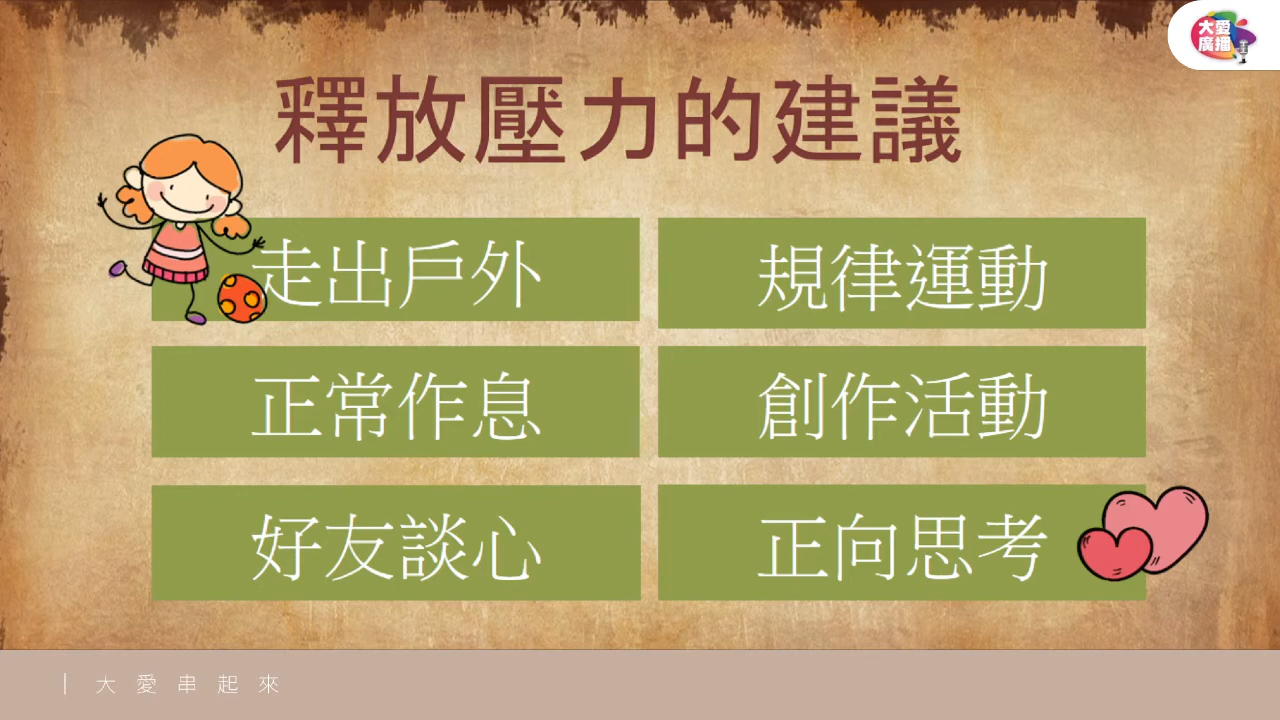 大愛
廣播
釋放壓力的建議
走出戶外
規律運動
正常作息
創作活動
好友談心
正向思考
大愛串起來